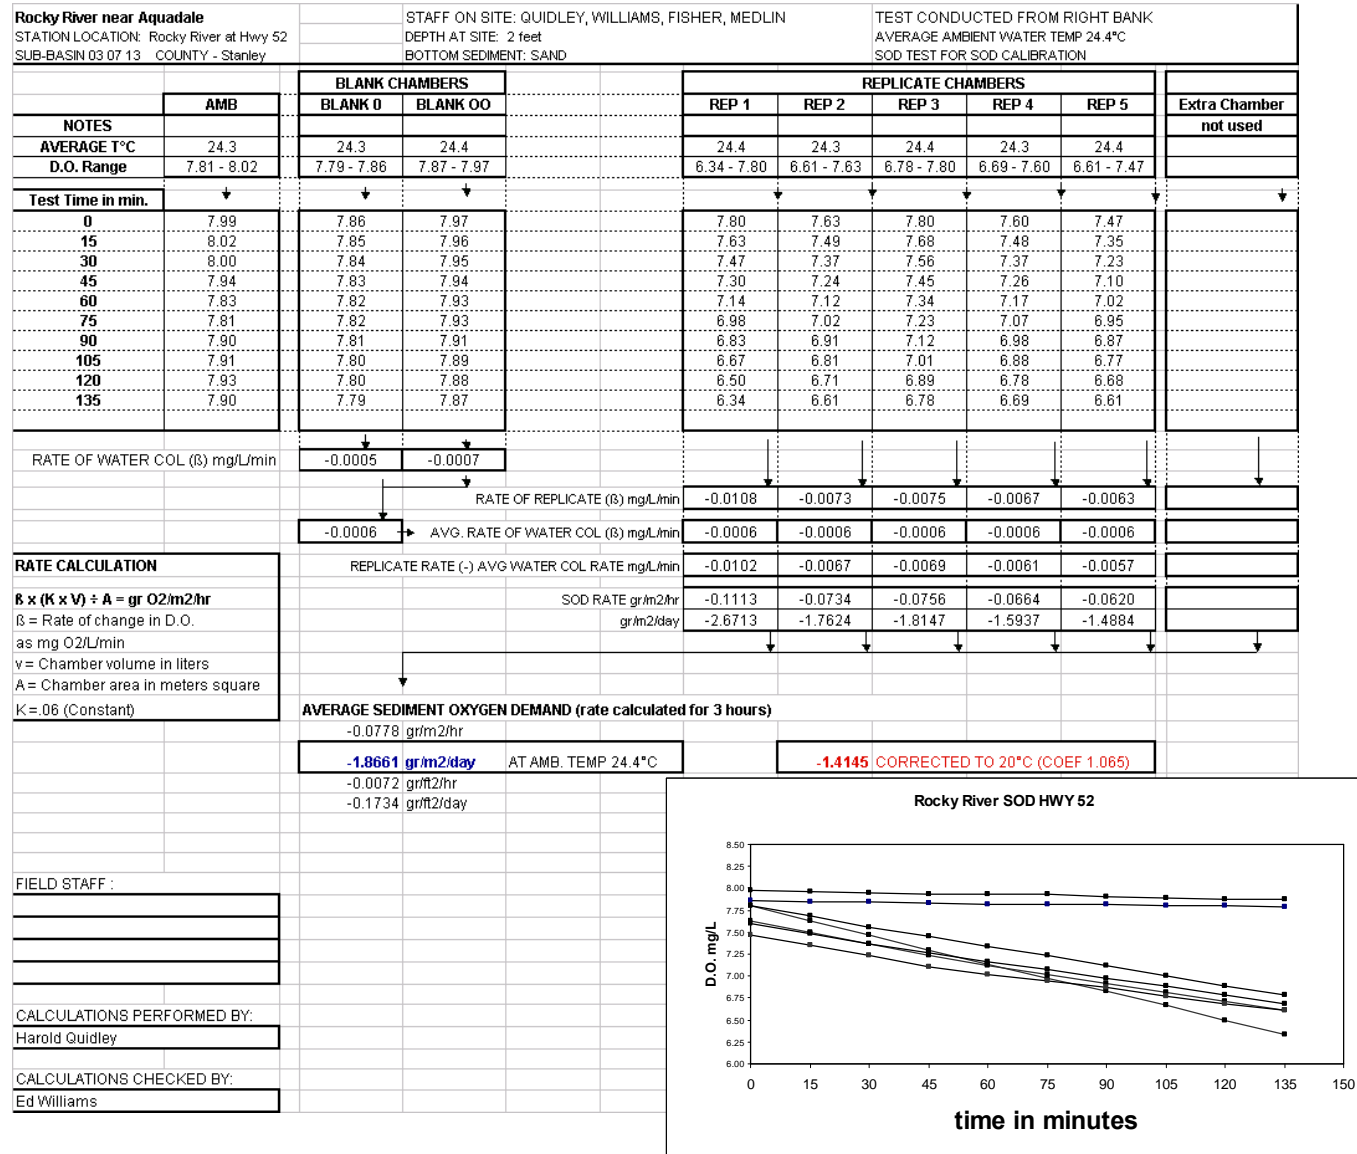 Rocky River near Aquadale STAFF ON SITE: QUIDLEY, WILLIAMS, FISHER, MEDLIN TEST CONDUCTED FROM RIGHT BANK
STATION LOCATION: Rocky River at Hwy 52 DEPTH AT SITE: 2 feet AVERAGE AMBIENT WATER TEMP 24.4°C
SUB-BASIN 03 07 13 COUNTY - Stanley BOTTOM SEDIMENT: SAND SOD TEST FOR SOD CALIBRATION
BLANK CHAMBERS REPLICATE CHAMBERS
AMB BLANK 0 BLANK OO REP 1 REP 2 REP 3 REP 4 REP 5 Extra Chamber
NOTES not used
AVERAGE T°C 24.3 24.3 24.4 24.4 24.3 24.4 24.3 24.4
D.O. Range 7.81 - 8.02 7.79 - 7.86 7.87 - 7.97 6.34 - 7.80 6.61 - 7.63 6.78 - 7.80 6.69 - 7.60 6.61 - 7.47
Test Time in min.
0 7.99 7.86 7.97 7.80 7.63 7.80 7.60 7.47
15 8.02 7.85 7.96 7.63 7.49 7.68 7.48 7.35
30 8.00 7.84 7.95 7.47 7.37 7.56 7.37 7.23
45 7.94 7.83 7.94 7.30 7.24 7.45 7.26 7.10
60 7.83 7.82 7.93 7.14 7.12 7.34 7.17 7.02
75 7.81 7.82 7.93 6.98 7.02 7.23 7.07 6.95
90 7.90 7.81 7.91 6.83 6.91 7.12 6.98 6.87
105 7.91 7.80 7.89 6.67 6.81 7.01 6.88 6.77
120 7.93 7.80 7.88 6.50 6.71 6.89 6.78 6.68
135 7.90 7.79 7.87 6.34 6.61 6.78 6.69 6.61
RATE OF WATER COL (ß) mg/L/min -0.0005 -0.0007
RATE OF REPLICATE (ß) mg/L/min -0.0108 -0.0073 -0.0075 -0.0067 -0.0063
-0.0006 AVG. RATE OF WATER COL (ß) mg/L/min -0.0006 -0.0006 -0.0006 -0.0006 -0.0006
RATE CALCULATION REPLICATE RATE (-) AVG WATER COL RATE mg/L/min -0.0102 -0.0067 -0.0069 -0.0061 -0.0057
ß x (K x V) ÷ A = gr O2/m2/hr SOD RATE gr/m2/hr -0.1113 -0.0734 -0.0756 -0.0664 -0.0620
ß = Rate of change in D.O. gr/m2/day -2.6713 -1.7624 -1.8147 -1.5937 -1.4884
as mg O2/L/min
v = Chamber volume in liters
A = Chamber area in meters square
K =.06 (Constant) AVERAGE SEDIMENT OXYGEN DEMAND (rate calculated for 3 hours)
-0.0778 gr/m2/hr
-1.8661 gr/m2/day AT AMB. TEMP 24.4°C -1.4145 CORRECTED TO 20°C (COEF 1.065)
-0.0072 gr/ft2/hr
-0.1734 gr/ft2/day
FIELD STAFF :
CALCULATIONS PERFORMED BY:
Harold Quidley
CALCULATIONS CHECKED BY:
Ed Williams
Rocky River SOD HWY 52
8.50
8.25
8.00
7.75
7.50
7.25
7.00
6.75
6.50
6.25
6.00
D.O. mg/L
0 15 30 45 60 75 90 105 120 135 150
time in minutes